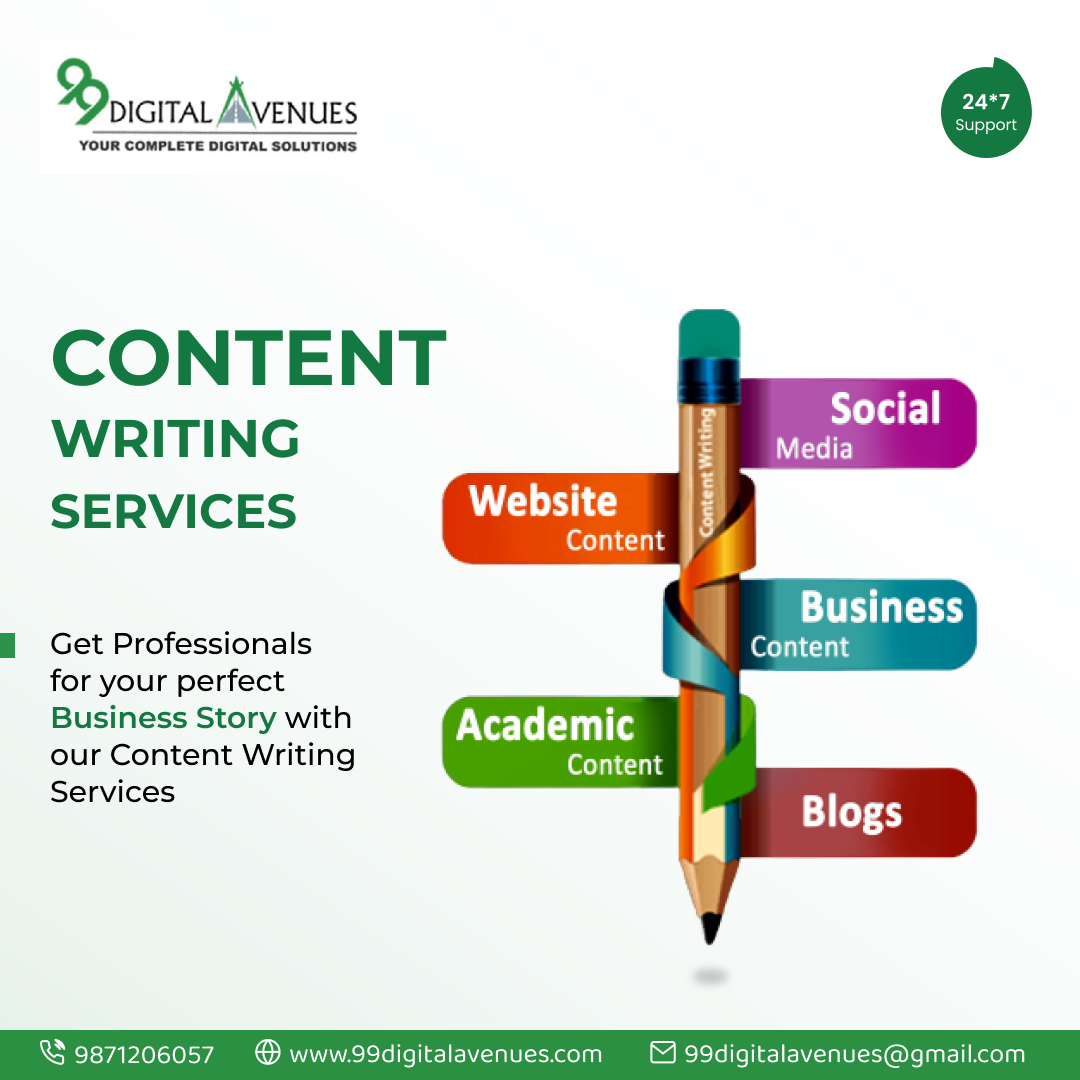 99 DIGITAL AVENUES
YOUR COMPLETE DIGITAL SOLUTIONS
24*7
Support
CONTENT
WRITING
SERVICES
Get Professionals
for your perfect
Business Story with
our Content Writing
Services
Content Writing
Social
Media
Website
Content
Business
Content
Academic
Content
Blogs
9871206057
www.99digitalavenues.com
99digitalavenues@gmail.com